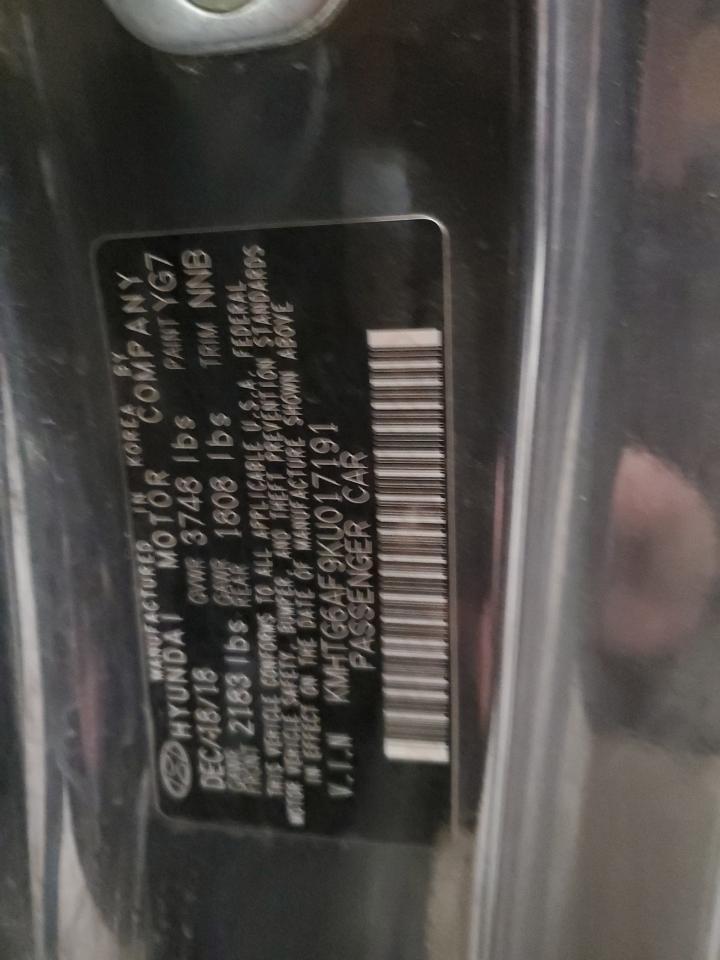 MANUFACTURED IN KOREA BY
HYUNDAI MOTOR COMPANY
DEC/18/18 GVWR 3748 lbs PAINT YG7
GAWR FRONT 2183 lbs GAWR REAR 1808 lbs TRIM NNB
THIS VEHICLE CONFORMS TO ALL APPLICABLE U.S.A. FEDERAL
MOTOR VEHICLE SAFETY, BUMPER, AND THEFT PREVENTION STANDARDS
IN EFFECT ON THE DATE OF MANUFACTURE SHOWN ABOVE
V.I.N KMHTG6AF9KU017191
PASSENGER CAR